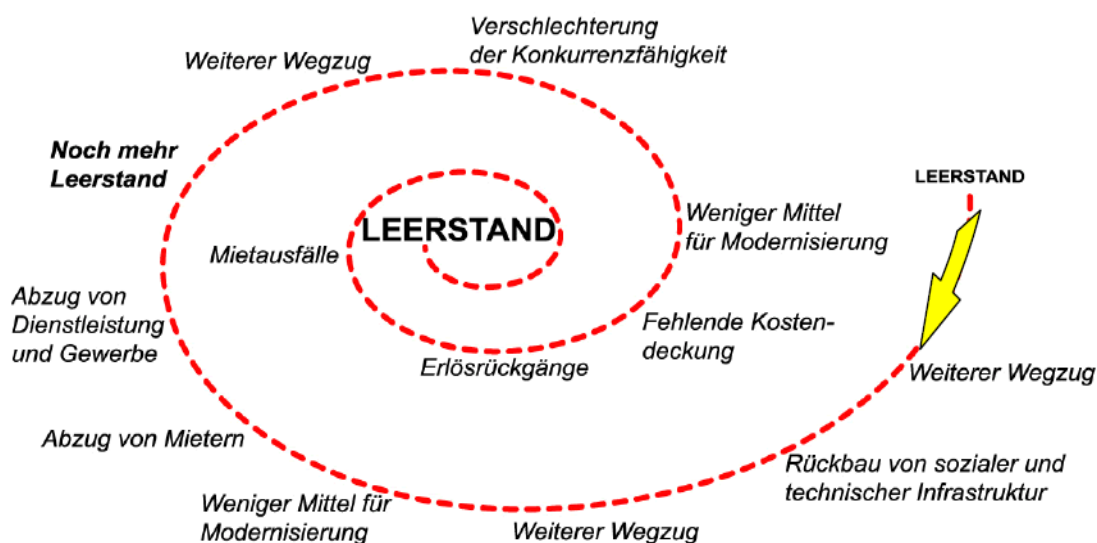 Verschlechterung
der Konkurrenzfähigkeit
Weiterer Wegzug
Noch mehr
Leerstand
LEERSTAND
LEERSTAND
Weniger Mittel
für Modernisierung
Mietausfälle
Abzug von
Dienstleistung
und Gewerbe
Fehlende Kosten-
deckung
Erlösrückgänge
Weiterer Wegzug
Abzug von Mietern
Rückbau von sozialer und
technischer Infrastruktur
Weniger Mittel für
Modernisierung
Weiterer Wegzug